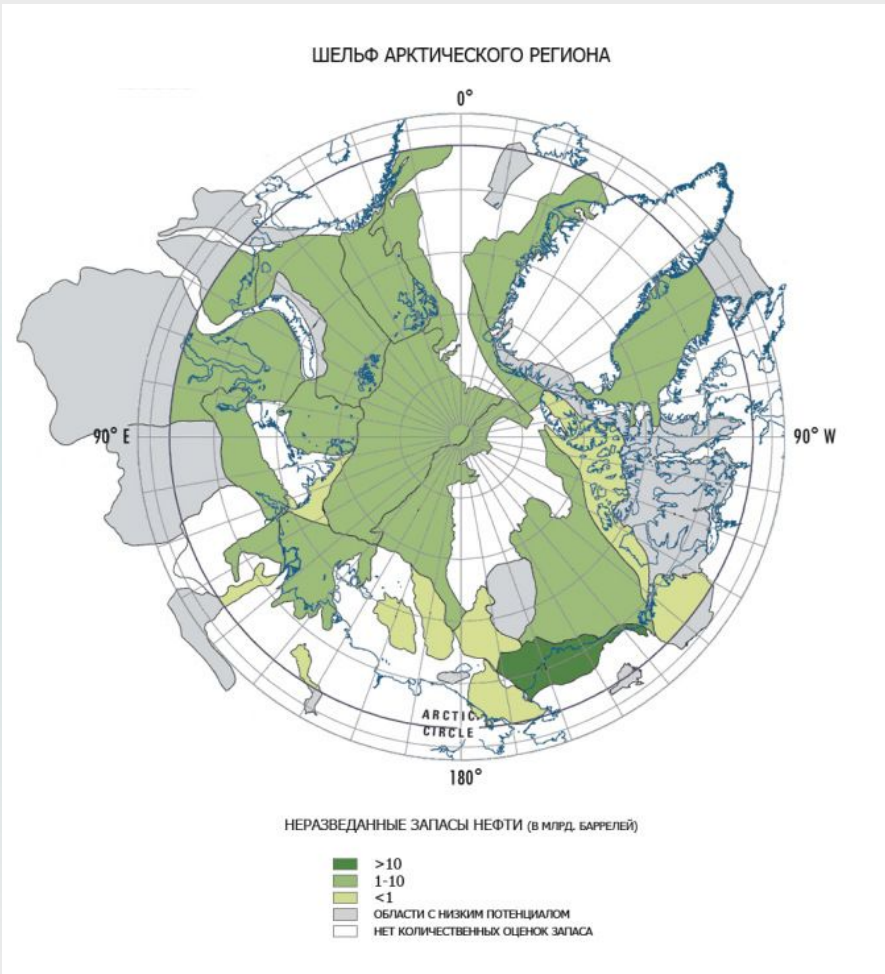 ШЕЛЬФ АРКТИЧЕСКОГО РЕГИОНА
0°
90° E
90° W
ARCTIC
CIRCLE
180°
НЕРАЗВЕДАННЫЕ ЗАПАСЫ НЕФТИ (В МЛРД. БАРРЕЛЕЙ)
>10
1-10
<1
ОБЛАСТИ С НИЗКИМ ПОТЕНЦИАЛОМ
НЕТ КОЛИЧЕСТВЕННЫХ ОЦЕНОК ЗАПАСА